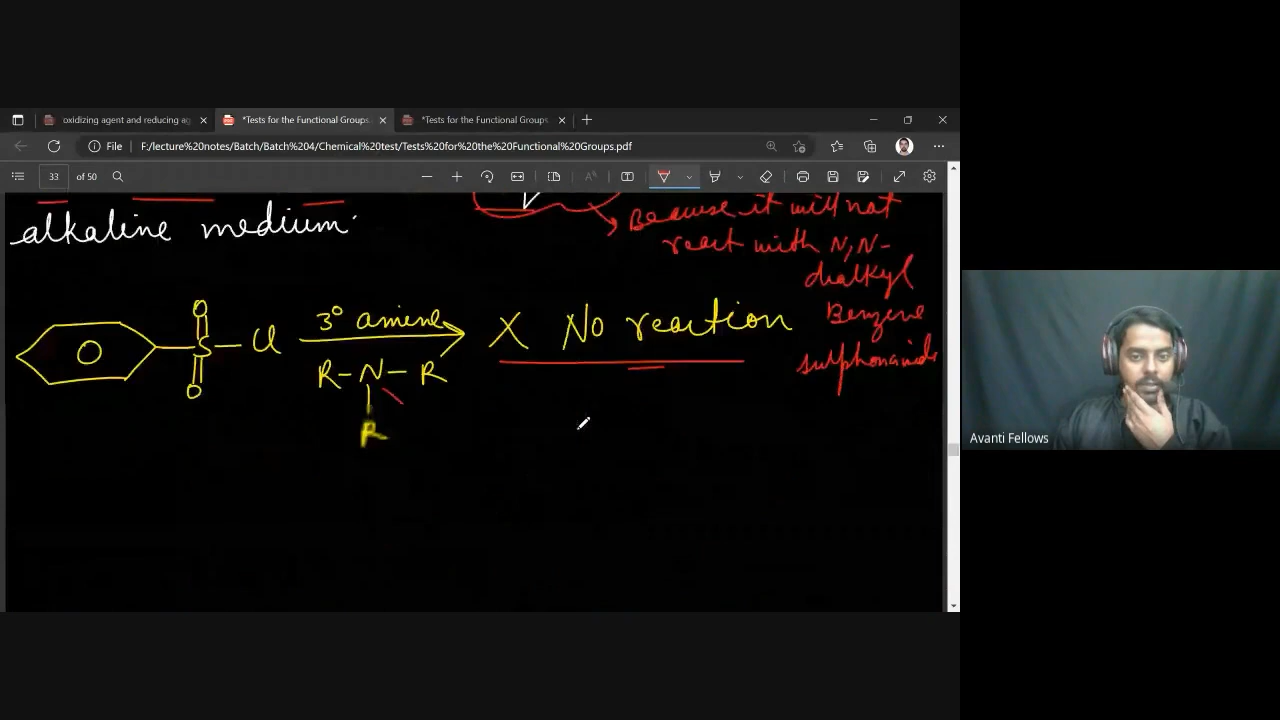 oxidizing agent and reducing ag
*Tests for the Functional Groups.
*Tests for the Functional Groups
File
F:/lecture%20notes/Batch/Batch%204/Chemical%20test/Tests%20for%20the%20Functional%20Groups.pdf
33 of 50
alkaline medium.
Because it will not
react with N,N-
dialkyl
Benzene
sulphonamide
O
S - Cl
O
3° amine
R - N - R
R
X No reaction
Avanti Fellows